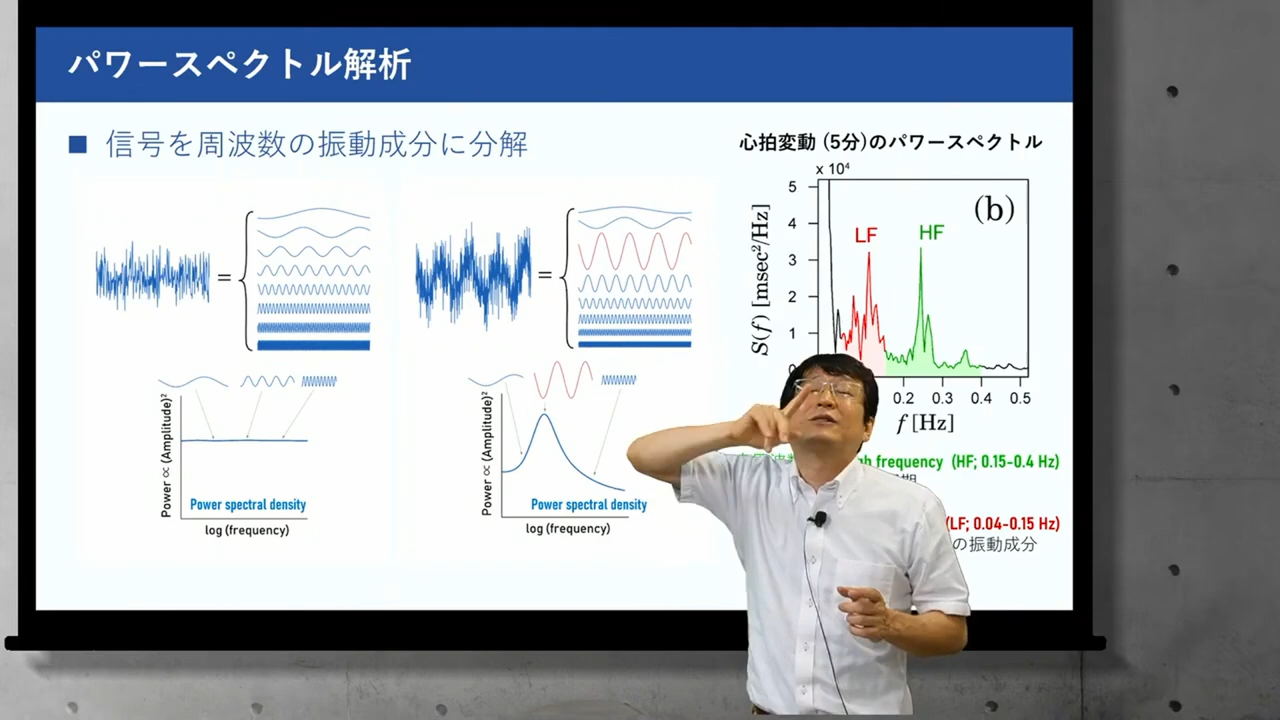 パワースペクトル解析
■ 信号を周波数の振動成分に分解
=
=
Power ∝ (Amplitude)²
Power spectral density
log (frequency)
Power ∝ (Amplitude)²
Power spectral density
log (frequency)
心拍変動 (5分)のパワースペクトル
x 10⁴
(b)
LF
HF
S(f) [msec²/Hz]
5
4
3
2
1
0.2 0.3 0.4 0.5
f [Hz]
frequency (HF; 0.15-0.4 Hz)
(LF; 0.04-0.15 Hz)
の振動成分